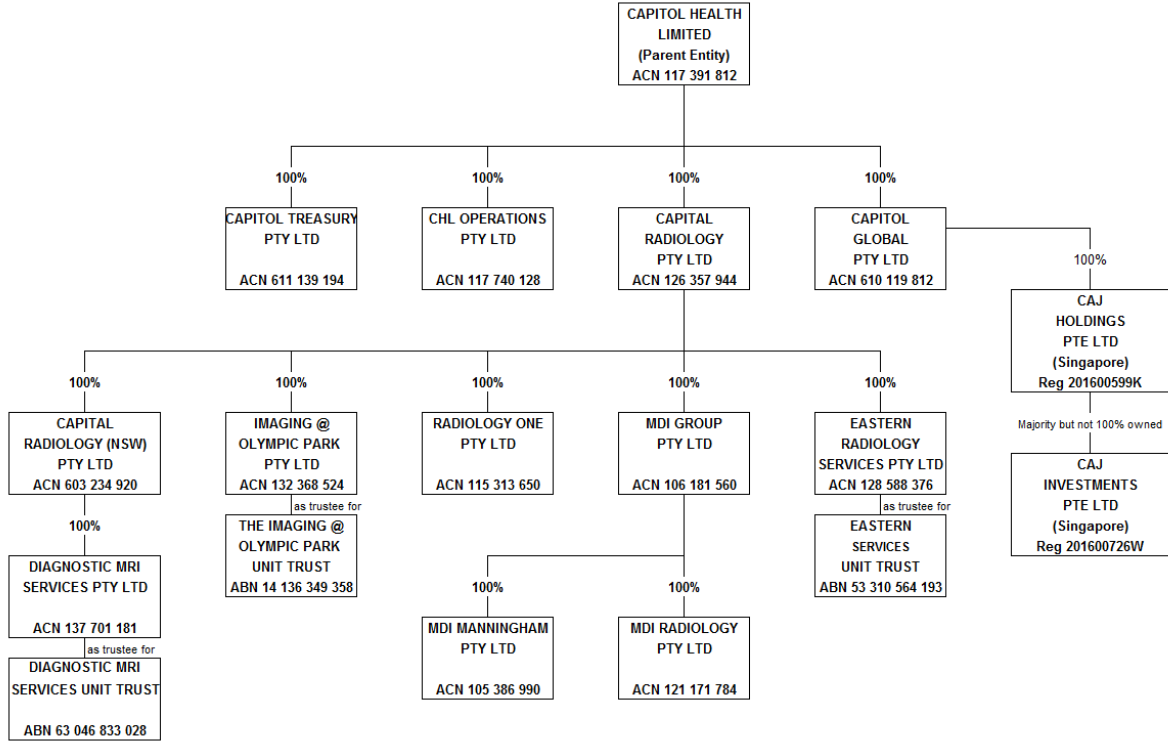 CAPITOL HEALTH
LIMITED
(Parent Entity)
ACN 117 391 812
100%
100%
100%
100%
CAPITOL TREASURY
PTY LTD
ACN 611 139 194
CHL OPERATIONS
PTY LTD
ACN 117 740 128
CAPITAL
RADIOLOGY
PTY LTD
ACN 126 357 944
CAPITOL
GLOBAL
PTY LTD
ACN 610 119 812
100%
CAJ
HOLDINGS
PTE LTD
(Singapore)
Reg 201600599K
Majority but not 100% owned
CAJ
INVESTMENTS
PTE LTD
(Singapore)
Reg 201600726W
100%
100%
100%
100%
100%
CAPITAL
RADIOLOGY (NSW)
PTY LTD
ACN 603 234 920
IMAGING @
OLYMPIC PARK
PTY LTD
ACN 132 368 524
RADIOLOGY ONE
PTY LTD
ACN 115 313 650
MDI GROUP
PTY LTD
ACN 106 181 560
EASTERN
RADIOLOGY
SERVICES PTY LTD
ACN 128 588 376
100%
as trustee for
as trustee for
DIAGNOSTIC MRI
SERVICES PTY LTD
ACN 137 701 181
THE IMAGING @
OLYMPIC PARK
UNIT TRUST
ABN 14 136 349 358
EASTERN
SERVICES
UNIT TRUST
ABN 53 310 564 193
100%
100%
MDI MANNINGHAM
PTY LTD
ACN 105 386 990
MDI RADIOLOGY
PTY LTD
ACN 121 171 784
as trustee for
DIAGNOSTIC MRI
SERVICES UNIT TRUST
ABN 63 046 833 028